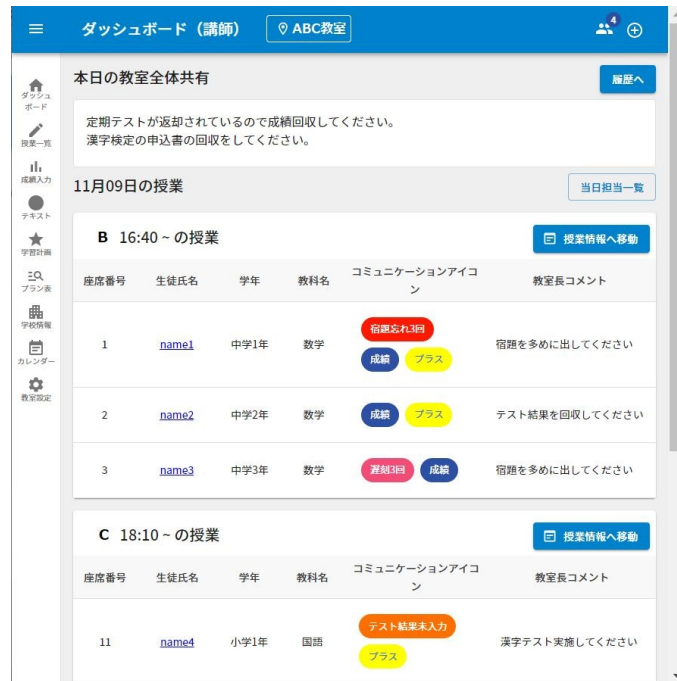 ダッシュボード（講師） ABC教室 4
本日の教室全体共有 履歴へ
定期テストが返却されているので成績回収してください。
漢字検定の申込書の回収をしてください。
11月09日の授業 当日担当一覧
ダッシュ
ボード
授業一覧
成績入力
テキスト
学習計画
プラン表
学校情報
カレンダー
教室設定
B 16:40 ~ の授業 授業情報へ移動
座席番号 生徒氏名 学年 教科名 コミュニケーションアイコ
ン 教室長コメント
1 name1 中学1年 数学 宿題忘れ3回
成績 プラス 宿題を多めに出してください
2 name2 中学2年 数学 成績 プラス テスト結果を回収してください
3 name3 中学3年 数学 遅刻3回 成績 宿題を多めに出してください
C 18:10 ~ の授業 授業情報へ移動
座席番号 生徒氏名 学年 教科名 コミュニケーションアイコ
ン 教室長コメント
11 name4 小学1年 国語 テスト結果未入力
プラス 漢字テスト実施してください